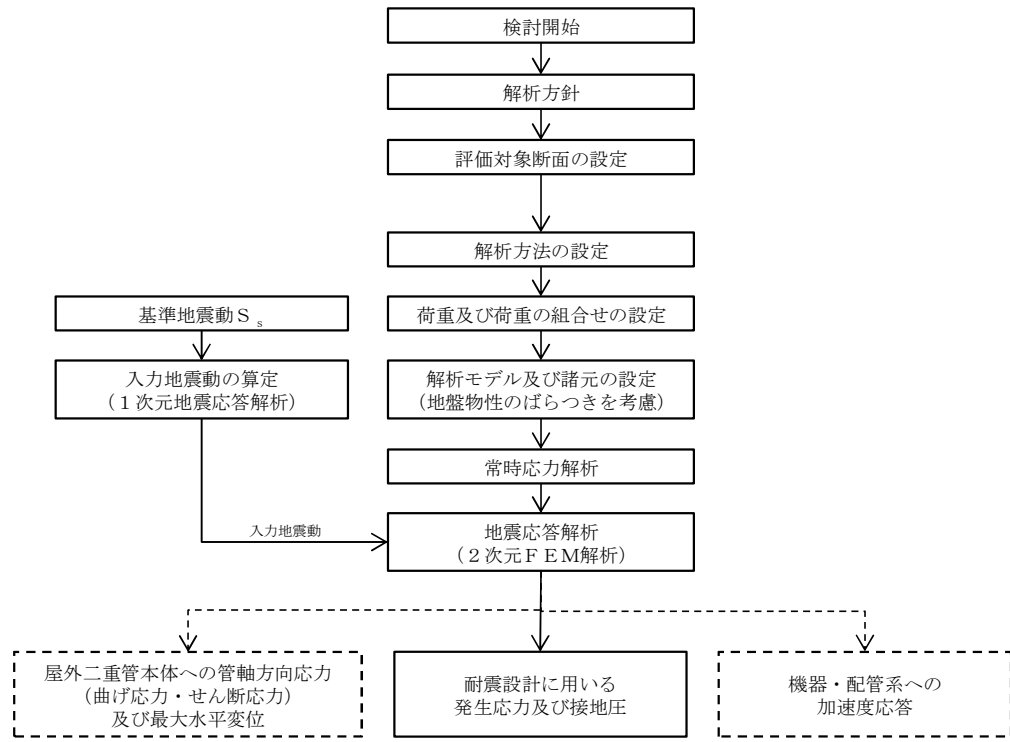 検討開始
解析方針
評価対象断面の設定
解析方法の設定
基準地震動Ｓs
荷重及び荷重の組合せの設定
入力地震動の算定
（１次元地震応答解析）
解析モデル及び諸元の設定
（地盤物性のばらつきを考慮）
常時応力解析
入力地震動
地震応答解析
（２次元ＦＥＭ解析）
屋外二重管本体への管軸方向応力
（曲げ応力・せん断応力）
及び最大水平変位
耐震設計に用いる
発生応力及び接地圧
機器・配管系への
加速度応答